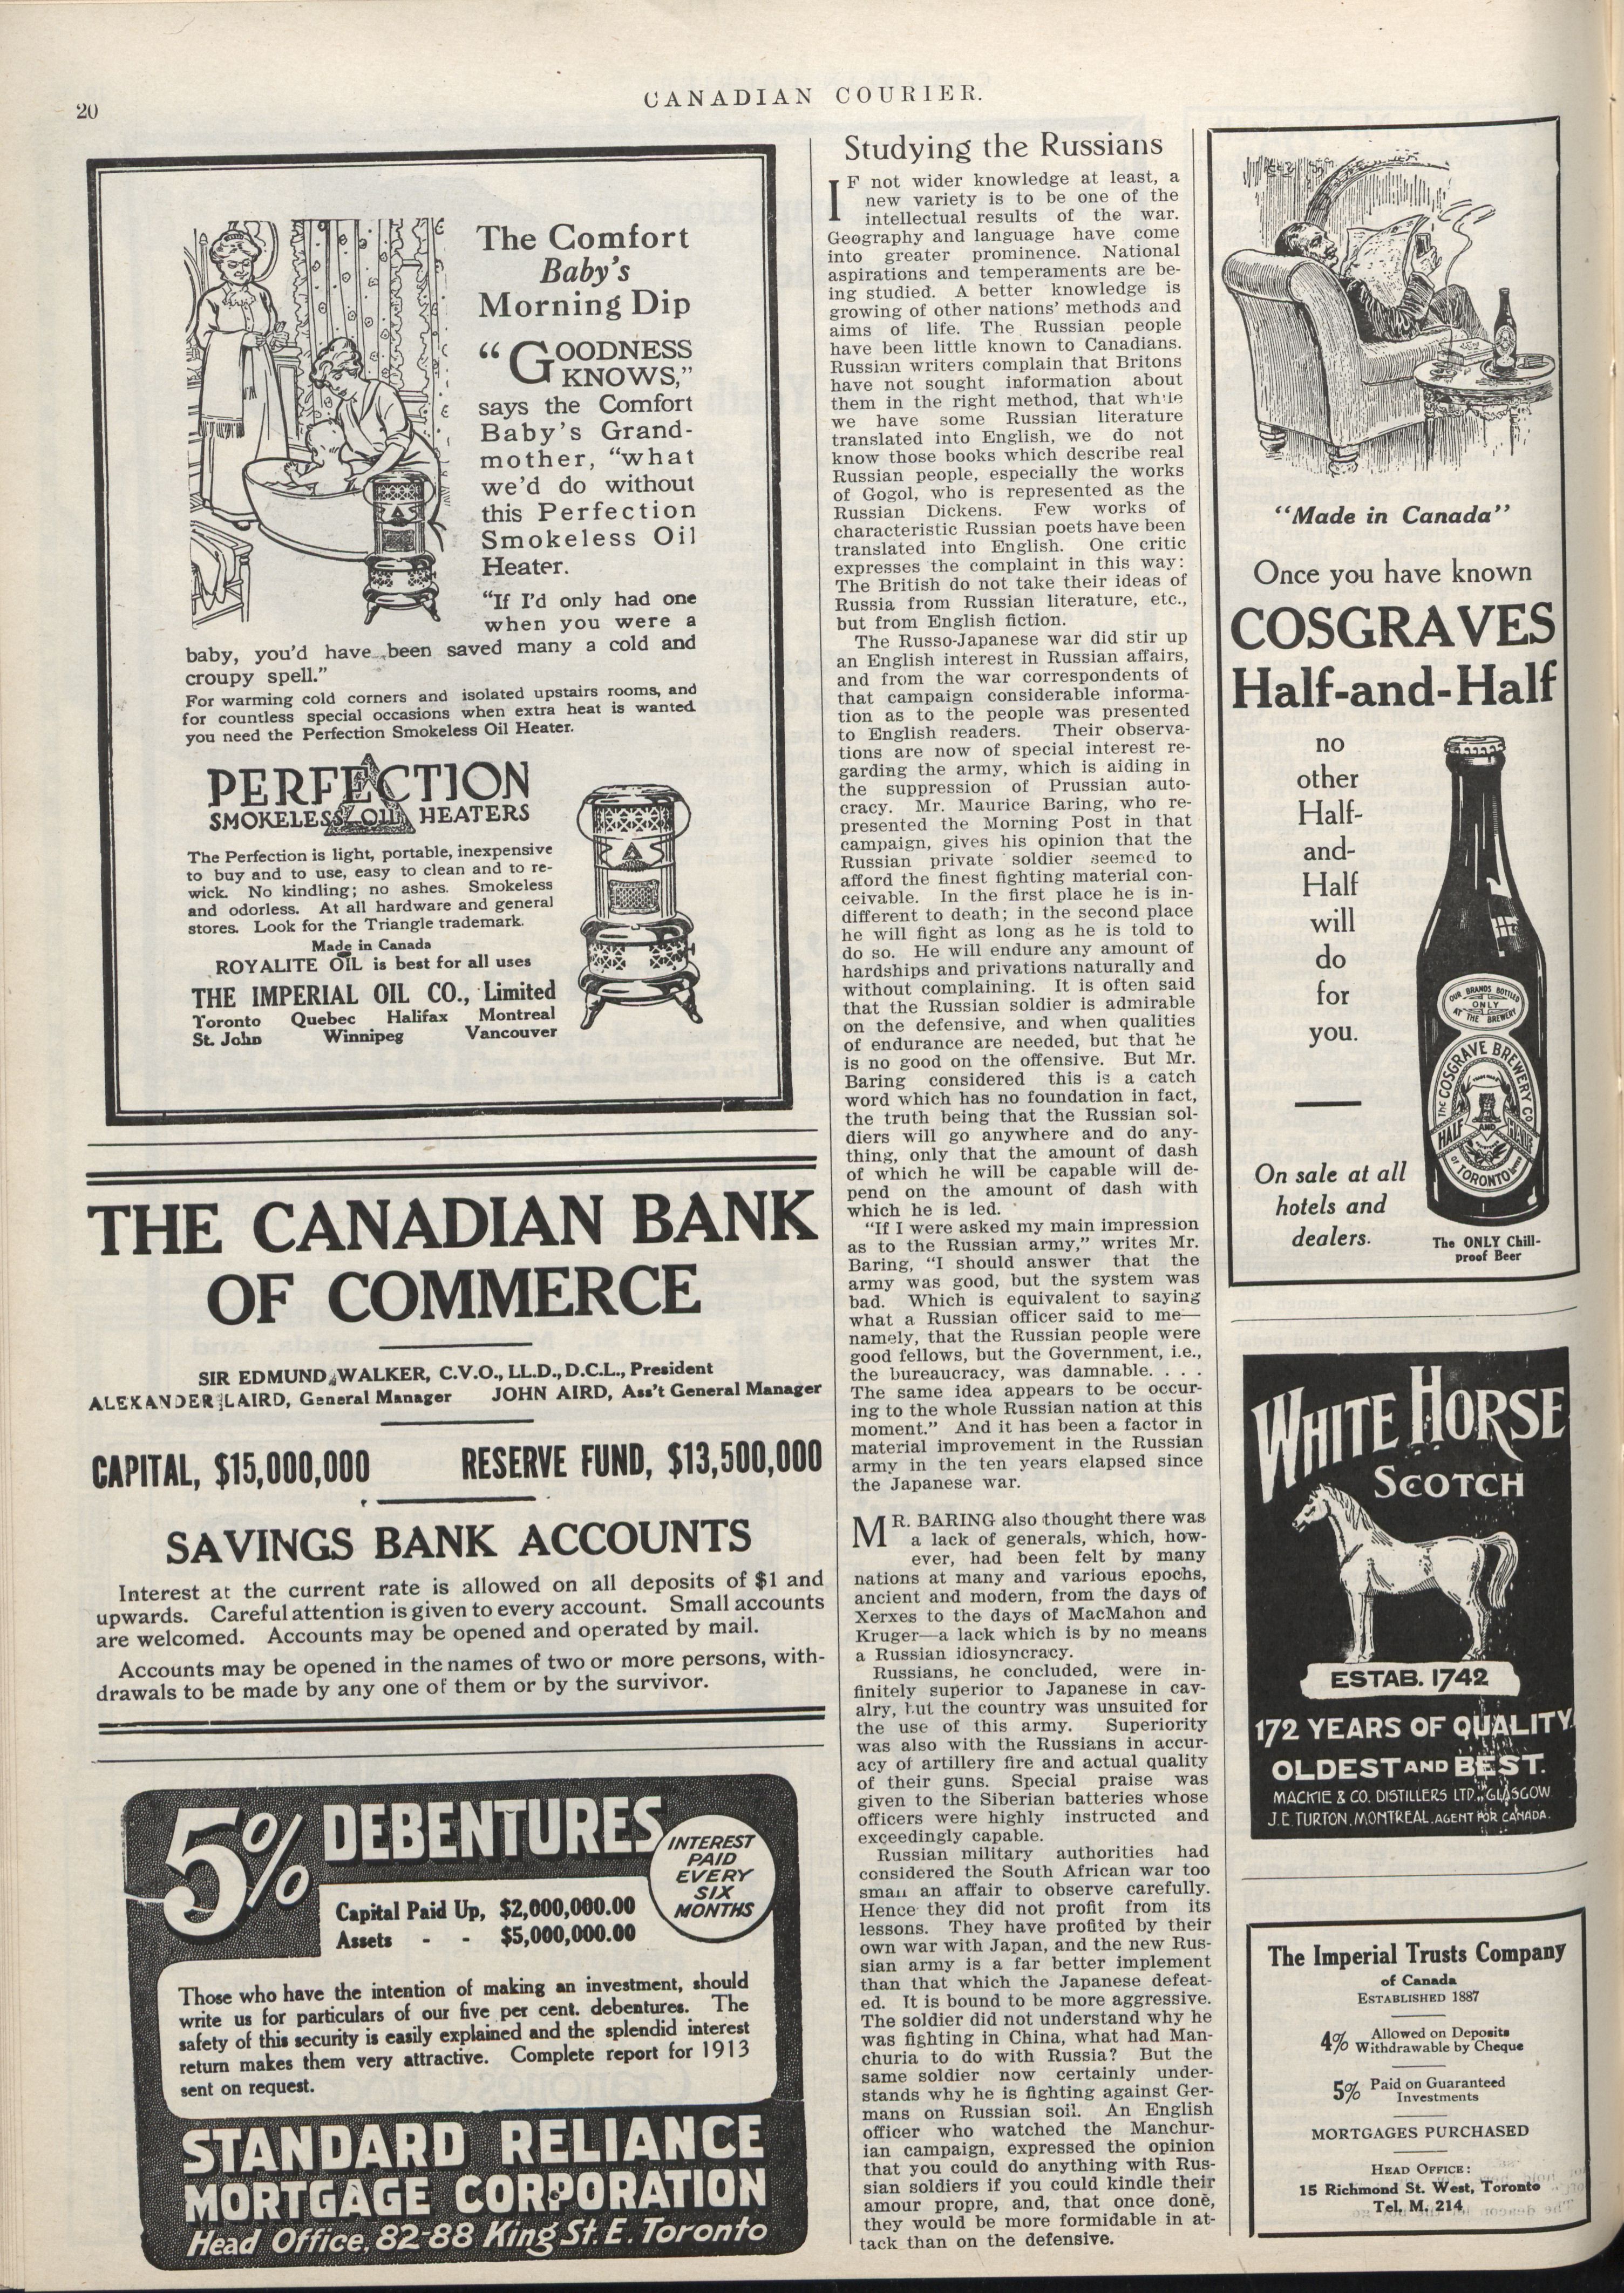 20
CANADIAN COURIER.
The Comfort
Baby's
Morning Dip
"GOODNESS
KNOWS,"
says the Comfort
Baby's Grand-
mother, "what
we'd do without
this Perfection
Smokeless Oil
Heater.
"If I'd only had one
when you were a
baby, you'd have been saved many a cold and
croupy spell."
For warming cold corners and isolated upstairs rooms, and
for countless special occasions when extra heat is wanted
you need the Perfection Smokeless Oil Heater.
PERFECTION
SMOKELESS OIL HEATERS
The Perfection is light, portable, inexpensive
to buy and to use, easy to clean and to re-
wick. No kindling; no ashes. Smokeless
and odorless. At all hardware and general
stores. Look for the Triangle trademark.
Made in Canada
ROYALITE OIL is best for all uses
THE IMPERIAL OIL CO., Limited
Toronto Quebec Halifax Montreal
St. John Winnipeg Vancouver
THE CANADIAN BANK
OF COMMERCE
SIR EDMUND WALKER, C.V.O., LL.D., D.C.L., President
ALEXANDER LAIRD, General Manager JOHN AIRD, Ass't General Manager
CAPITAL, $15,000,000 RESERVE FUND, $13,500,000
SAVINGS BANK ACCOUNTS
Interest at the current rate is allowed on all deposits of $1 and
upwards. Careful attention is given to every account. Small accounts
are welcomed. Accounts may be opened and operated by mail.
Accounts may be opened in the names of two or more persons, with-
drawals to be made by any one of them or by the survivor.
5% DEBENTURES
INTEREST
PAID
EVERY
SIX
MONTHS
Capital Paid Up, $2,000,000.00
Assets - - $5,000,000.00
Those who have the intention of making an investment, should
write us for particulars of our five per cent. debentures. The
safety of this security is easily explained and the splendid interest
return makes them very attractive. Complete report for 1913
sent on request.
STANDARD RELIANCE
MORTGAGE CORPORATION
Head Office, 82-88 King St. E. Toronto
Studying the Russians
IF not wider knowledge at least, a
new variety is to be one of the
intellectual results of the war.
Geography and language have come
into greater prominence. National
aspirations and temperaments are be-
ing studied. A better knowledge is
growing of other nations' methods and
aims of life. The Russian people
have been little known to Canadians.
Russian writers complain that Britons
have not sought information about
them in the right method, that while
we have some Russian literature
translated into English, we do not
know those books which describe real
Russian people, especially the works
of Gogol, who is represented as the
Russian Dickens. Few works of
characteristic Russian poets have been
translated into English. One critic
expresses the complaint in this way:
The British do not take their ideas of
Russia from Russian literature, etc.,
but from English fiction.
The Russo-Japanese war did stir up
an English interest in Russian affairs,
and from the war correspondents of
that campaign considerable informa-
tion as to the people was presented
to English readers. Their observa-
tions are now of special interest re-
garding the army, which is aiding in
the suppression of Prussian auto-
cracy. Mr. Maurice Baring, who re-
presented the Morning Post in that
campaign, gives his opinion that the
Russian private soldier seemed to
afford the finest fighting material con-
ceivable. In the first place he is in-
different to death; in the second place
he will fight as long as he is told to
do so. He will endure any amount of
hardships and privations naturally and
without complaining. It is often said
that the Russian soldier is admirable
on the defensive, and when qualities
of endurance are needed, but that he
is no good on the offensive. But Mr.
Baring considered this is a catch
word which has no foundation in fact,
the truth being that the Russian sol-
diers will go anywhere and do any-
thing, only that the amount of dash
of which he will be capable will de-
pend on the amount of dash with
which he is led.
"If I were asked my main impression
as to the Russian army," writes Mr.
Baring, "I should answer that the
army was good, but the system was
bad. Which is equivalent to saying
what a Russian officer said to me—
namely, that the Russian people were
good fellows, but the Government, i.e.,
the bureaucracy, was damnable. . . .
The same idea appears to be occur-
ing to the whole Russian nation at this
moment." And it has been a factor in
material improvement in the Russian
army in the ten years elapsed since
the Japanese war.
MR. BARING also thought there was
a lack of generals, which, how-
ever, had been felt by many
nations at many and various epochs,
ancient and modern, from the days of
Xerxes to the days of MacMahon and
Kruger—a lack which is by no means
a Russian idiosyncracy.
Russians, he concluded, were in-
finitely superior to Japanese in cav-
alry, but the country was unsuited for
the use of this army. Superiority
was also with the Russians in accur-
acy of artillery fire and actual quality
of their guns. Special praise was
given to the Siberian batteries whose
officers were highly instructed and
exceedingly capable.
Russian military authorities had
considered the South African war too
small an affair to observe carefully.
Hence they did not profit from its
lessons. They have profited by their
own war with Japan, and the new Rus-
sian army is a far better implement
than that which the Japanese defeat-
ed. It is bound to be more aggressive.
The soldier did not understand why he
was fighting in China, what had Man-
churia to do with Russia? But the
same soldier now certainly under-
stands why he is fighting against Ger-
mans on Russian soil. An English
officer who watched the Manchur-
ian campaign, expressed the opinion
that you could do anything with Rus-
sian soldiers if you could kindle their
amour propre, and, that once done,
they would be more formidable in at-
tack than on the defensive.
"Made in Canada"
Once you have known
COSGRAVES
Half-and-Half
no
other
Half-
and-
Half
will
do
for
you.
On sale at all
hotels and
dealers.
OUR BRANDS BOTTLED
ONLY
AT THE BREWERY
THE COSGRAVE BREWERY CO
HALF AND HALF
OF TORONTO
The ONLY Chill-
proof Beer
WHITE HORSE
SCOTCH
ESTAB. 1742
172 YEARS OF QUALITY
OLDEST AND BEST.
MACKIE & CO. DISTILLERS LTD., GLASGOW
J.E. TURTON, MONTREAL, AGENT FOR CANADA.
The Imperial Trusts Company
of Canada
ESTABLISHED 1887
4% Allowed on Deposits
Withdrawable by Cheque
5% Paid on Guaranteed
Investments
MORTGAGES PURCHASED
HEAD OFFICE:
15 Richmond St. West, Toronto
Tel. M. 214